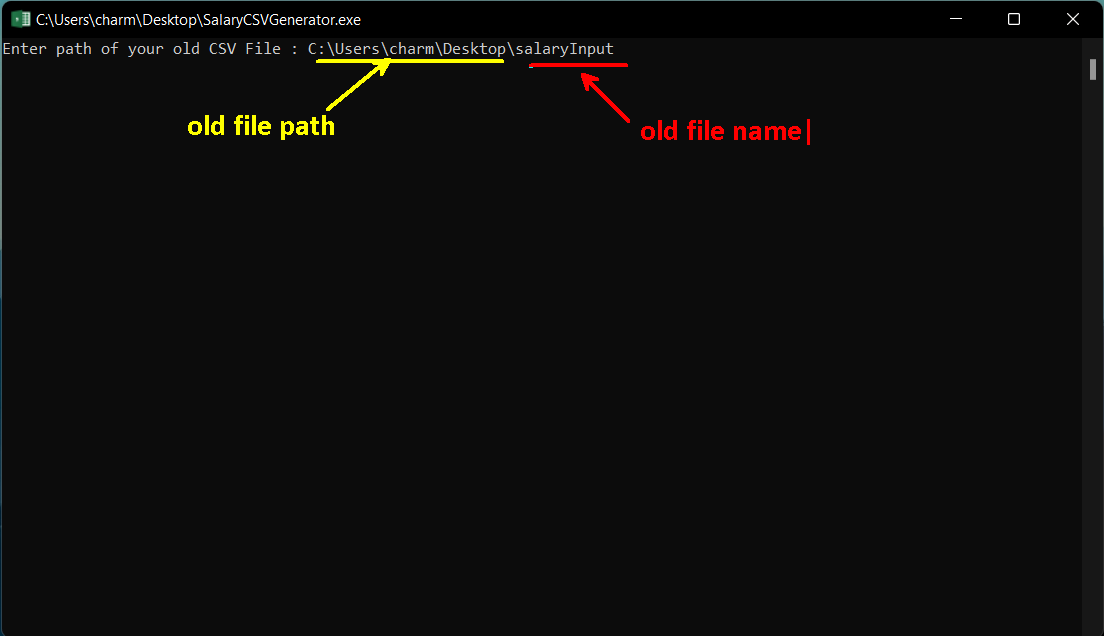 C:\Users\charm\Desktop\SalaryCSVGenerator.exe
Enter path of your old CSV File : C:\Users\charm\Desktop\salaryInput
old file path
old file name